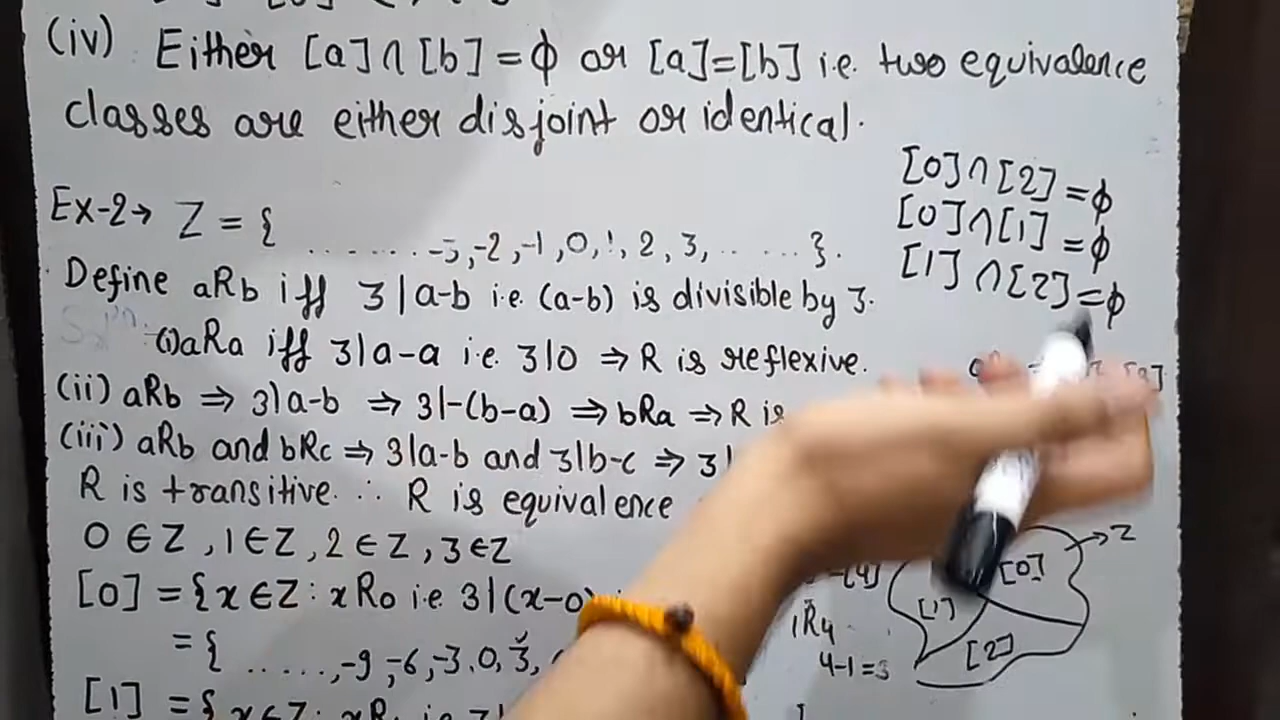 (iv) Either [a]∩[b]=ϕ or [a]=[b] i.e. two equivalence
classes are either disjoint or identical.
[0]∩[2]=ϕ
[0]∩[1]=ϕ
[1]∩[2]=ϕ
Ex-2→ Z={ ........-3,-2,-1,0,1,2,3,.......}.
Define aRb iff 3|a-b i.e. (a-b) is divisible by 3.
(i)aRa iff 3|a-a i.e. 3|0 ⇒ R is reflexive.
(ii) aRb ⇒ 3|a-b ⇒ 3|-(b-a) ⇒ bRa ⇒ R is
(iii) aRb and bRc ⇒ 3|a-b and 3|b-c ⇒ 3|
R is transitive. ∴ R is equivalence
0∈Z, 1∈Z, 2∈Z, 3∈Z
[0] ={x∈Z: xR0 i.e. 3|(x-0)
={ ......,-9,-6,-3,0,3,
[1] ={x∈Z: xR
[4]
1R4
4-1=3
Z
[0]
[1]
[2]